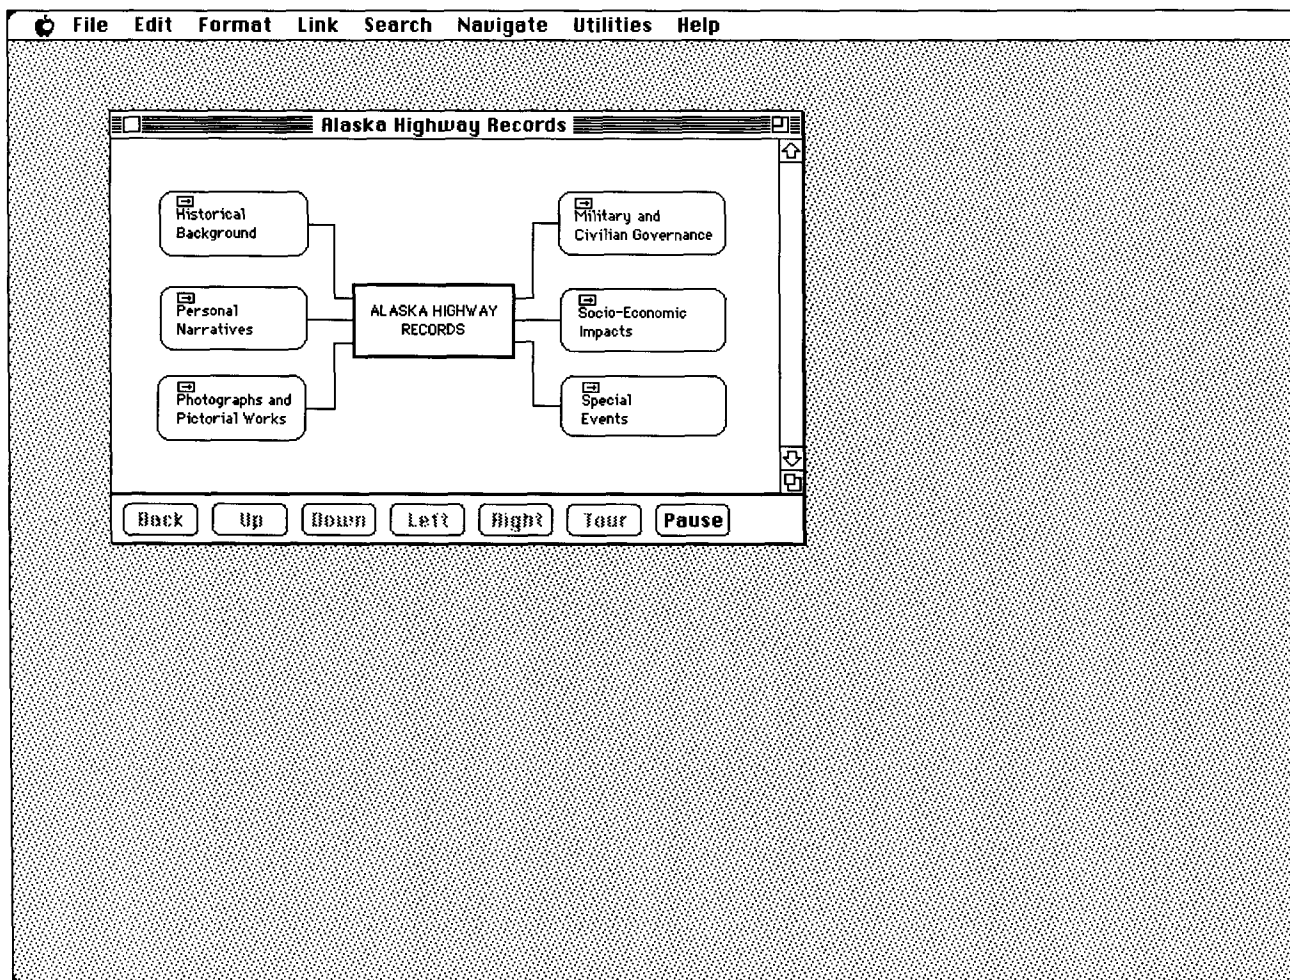 File Edit Format Link Search Navigate Utilities Help
Alaska Highway Records
Historical
Background
Personal
Narratives
Photographs and
Pictorial Works
ALASKA HIGHWAY
RECORDS
Military and
Civilian Governance
Socio-Economic
Impacts
Special
Events
Back Up Down Left Right Tour Pause